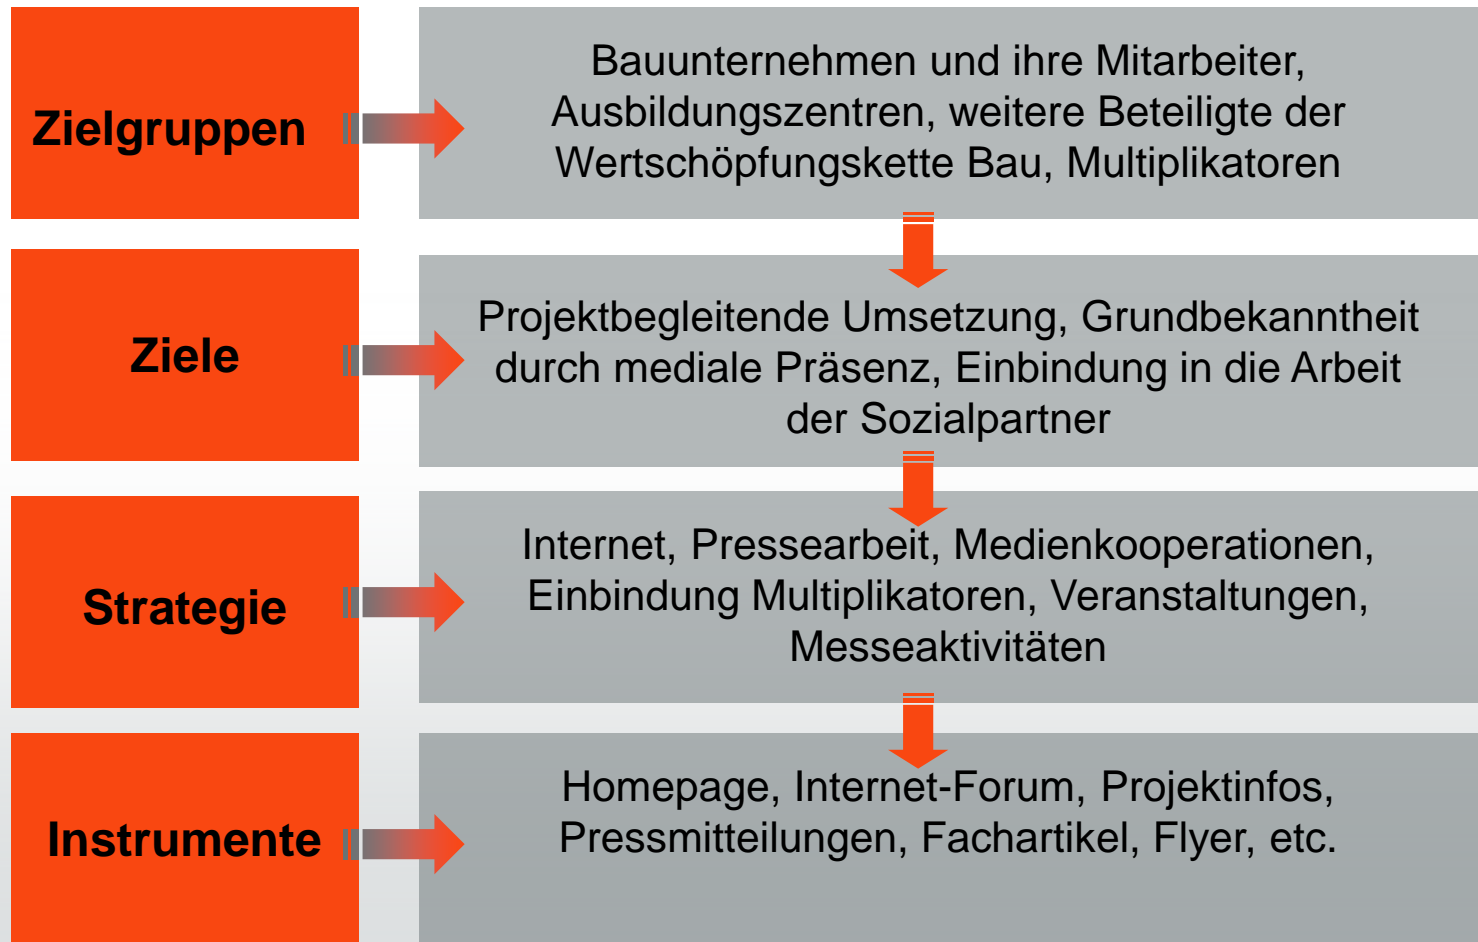 Zielgruppen
Bauunternehmen und ihre Mitarbeiter,
Ausbildungszentren, weitere Beteiligte der
Wertschöpfungskette Bau, Multiplikatoren
Ziele
Projektbegleitende Umsetzung, Grundbekanntheit
durch mediale Präsenz, Einbindung in die Arbeit
der Sozialpartner
Strategie
Internet, Pressearbeit, Medienkooperationen,
Einbindung Multiplikatoren, Veranstaltungen,
Messeaktivitäten
Instrumente
Homepage, Internet-Forum, Projektinfos,
Pressmitteilungen, Fachartikel, Flyer, etc.